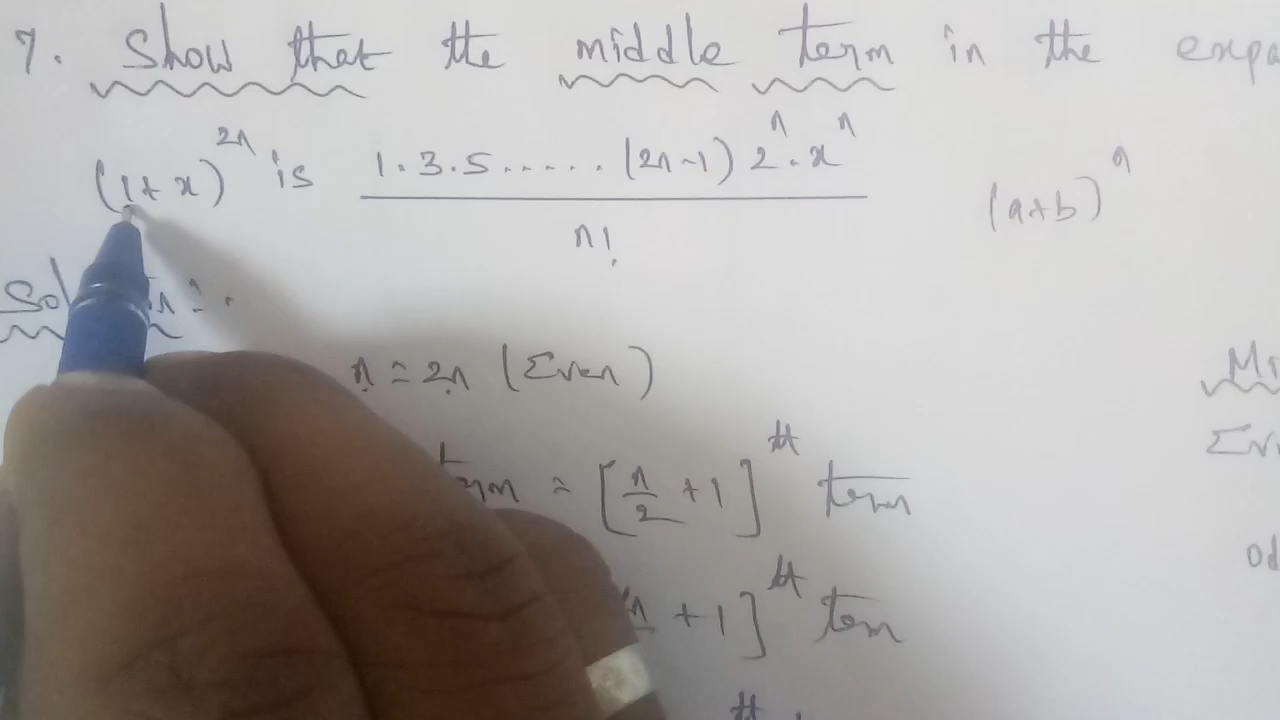 7. Show that the middle term in the expa
(1+x)^2n is 1.3.5......(2n-1) 2^n.x^n / n!
(a+b)^n
n = 2n (Even)
= [n/2 + 1]^th term
+ 1]^th term
th